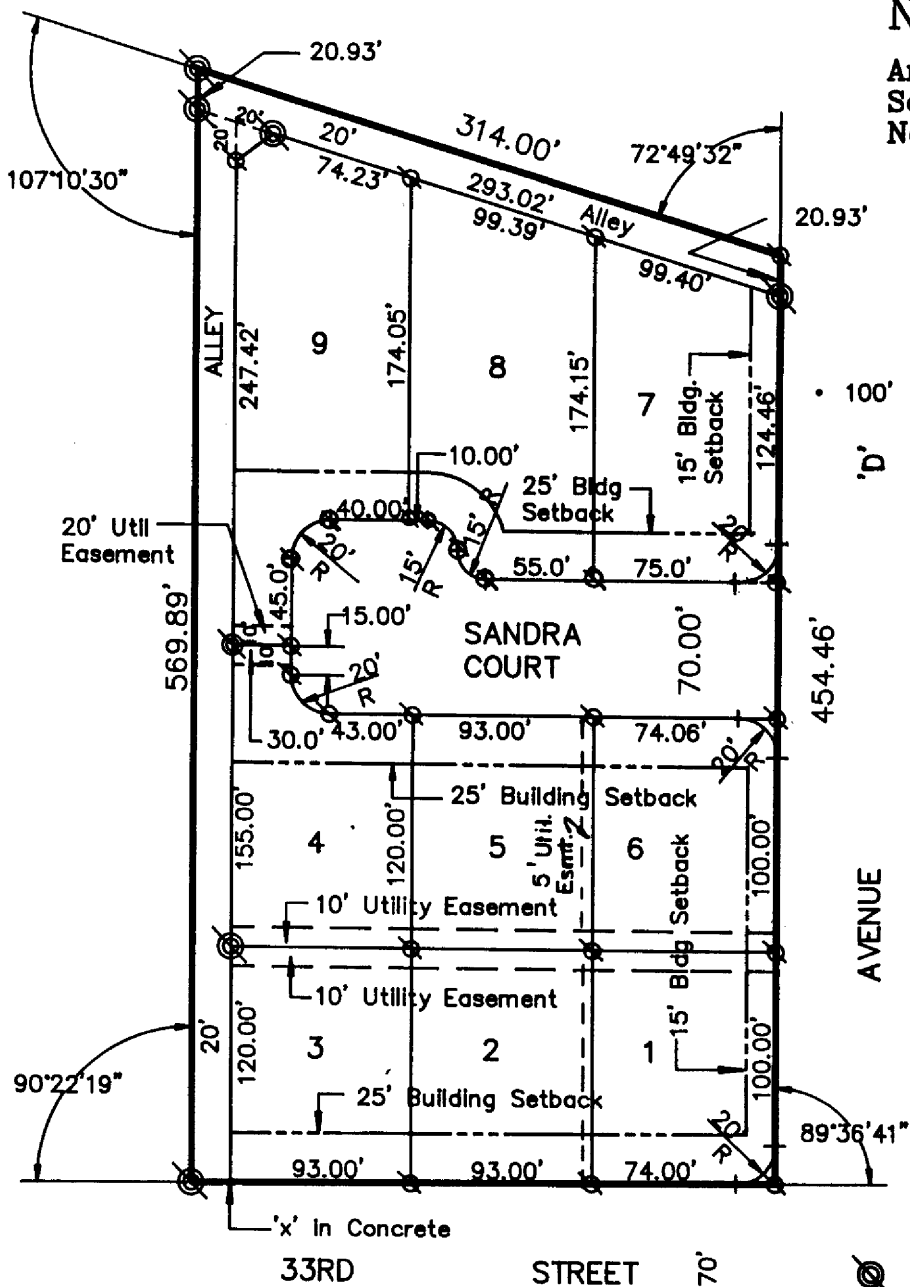 N
20.93'
314.00'
72°49'32"
107°10'30"
20'
20'
20'
74.23'
293.02'
99.39'
Alley
99.40'
20.93'
ALLEY
247.42'
9
174.05'
8
174.15'
7
15' Bldg.
Setback
124.46'
• 100'
'D'
10.00'
25' Bldg
Setback
R
20'
R
20' Util
Easement
40.00'
20'
R
15'
R
15'
55.0'
75.0'
45.0'
15.00'
10'
10'
SANDRA
COURT
70.00'
454.46'
569.89'
20'
R
30.0'
43.00'
93.00'
74.06'
20'
R
25' Building Setback
155.00'
4
120.00'
5
5' Util.
Esmt.
6
15' Bldg Setback
100.00'
AVENUE
10' Utility Easement
10' Utility Easement
20'
120.00'
3
2
1
100.00'
90°22'19"
25' Building Setback
20'
R
89°36'41"
93.00'
93.00'
74.00'
'x' in Concrete
33RD STREET
70'